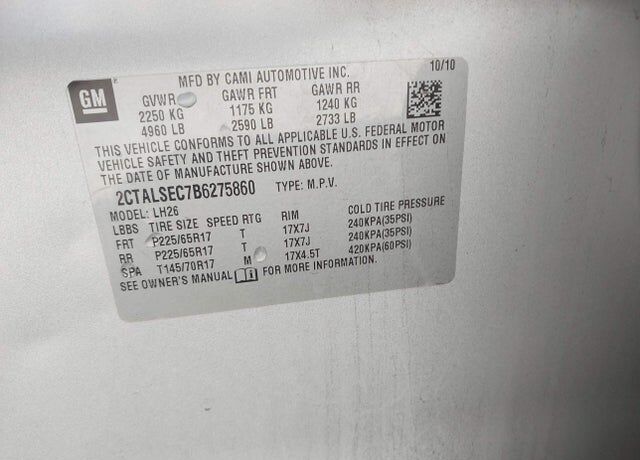 MFD BY CAMI AUTOMOTIVE INC. 10/10
GM
GVWR GAWR FRT GAWR RR
2250 KG 1175 KG 1240 KG
4960 LB 2590 LB 2733 LB
THIS VEHICLE CONFORMS TO ALL APPLICABLE U.S. FEDERAL MOTOR
VEHICLE SAFETY AND THEFT PREVENTION STANDARDS IN EFFECT ON
THE DATE OF MANUFACTURE SHOWN ABOVE.
2CTALSEC7B6275860 TYPE: M.P.V.
MODEL: LH26
LBBS TIRE SIZE SPEED RTG RIM COLD TIRE PRESSURE
FRT P225/65R17 T 17X7J 240KPA(35PSI)
RR P225/65R17 T 17X7J 240KPA(35PSI)
SPA T145/70R17 M 17X4.5T 420KPA(60PSI)
SEE OWNER'S MANUAL FOR MORE INFORMATION.